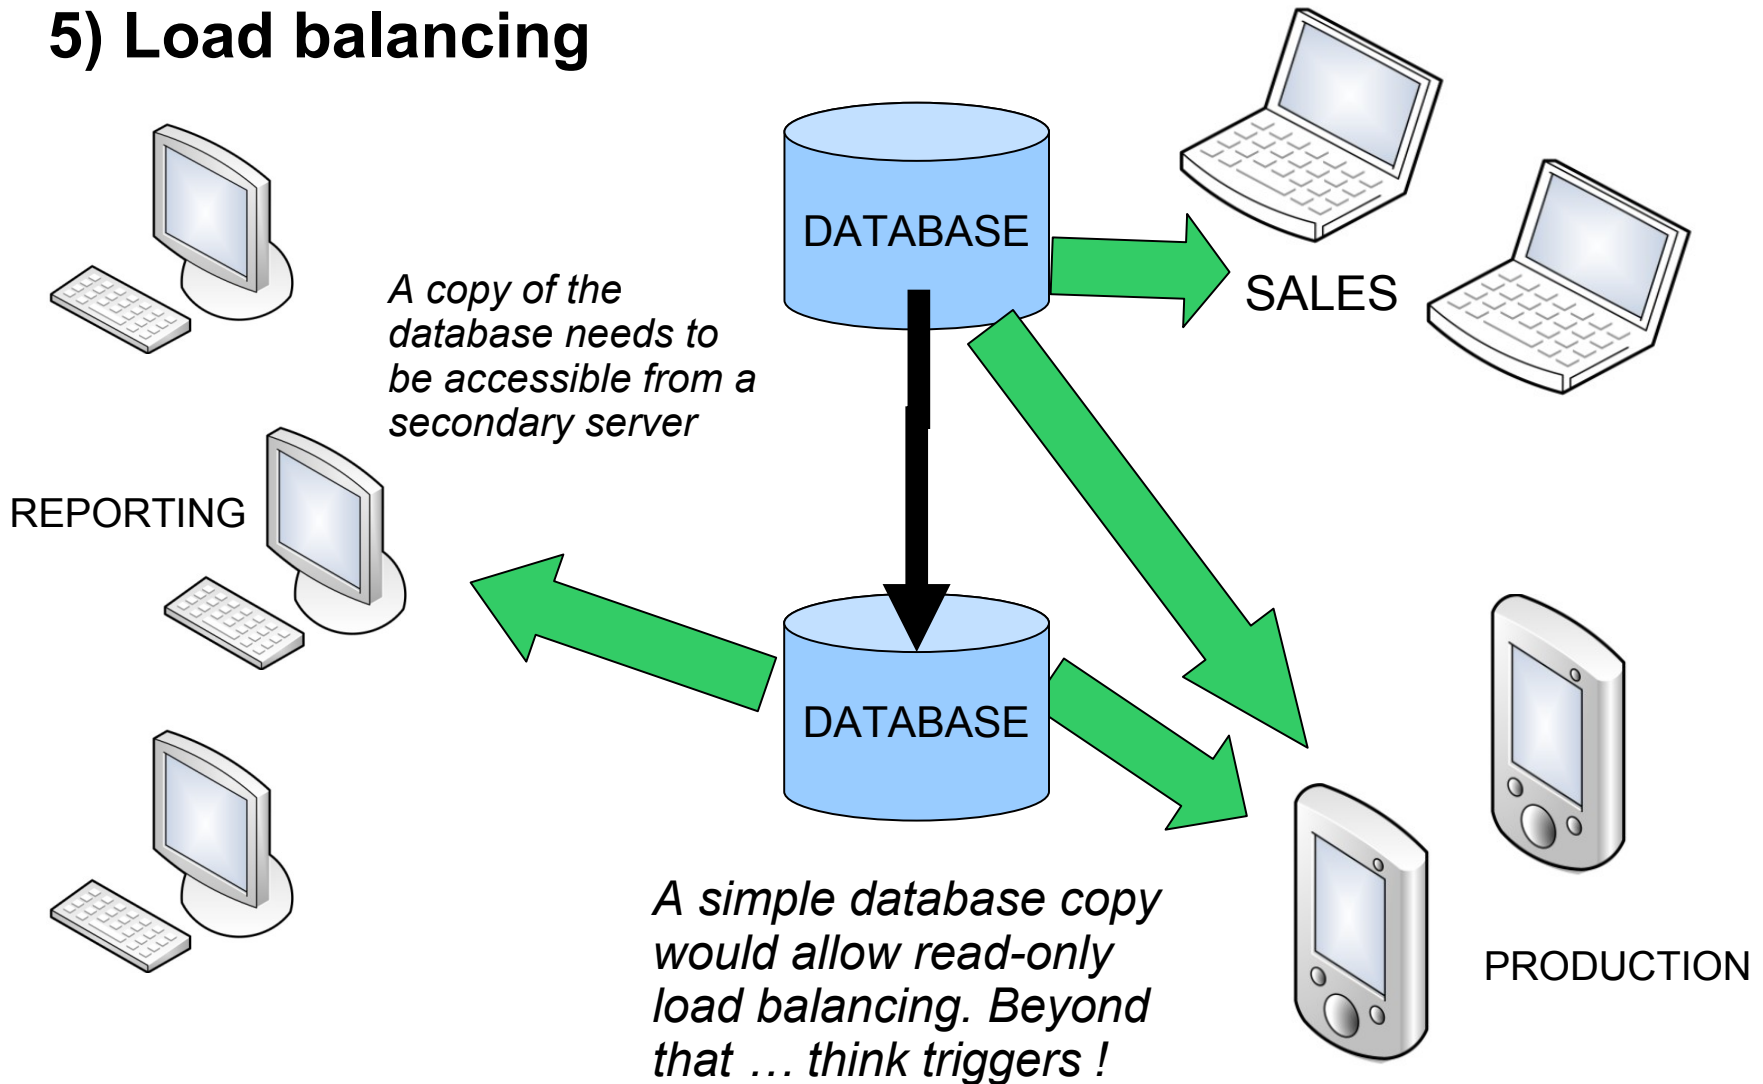 5) Load balancing
DATABASE
SALES
A copy of the
database needs to
be accessible from a
secondary server
REPORTING
DATABASE
A simple database copy
would allow read-only
load balancing. Beyond
that … think triggers !
PRODUCTION